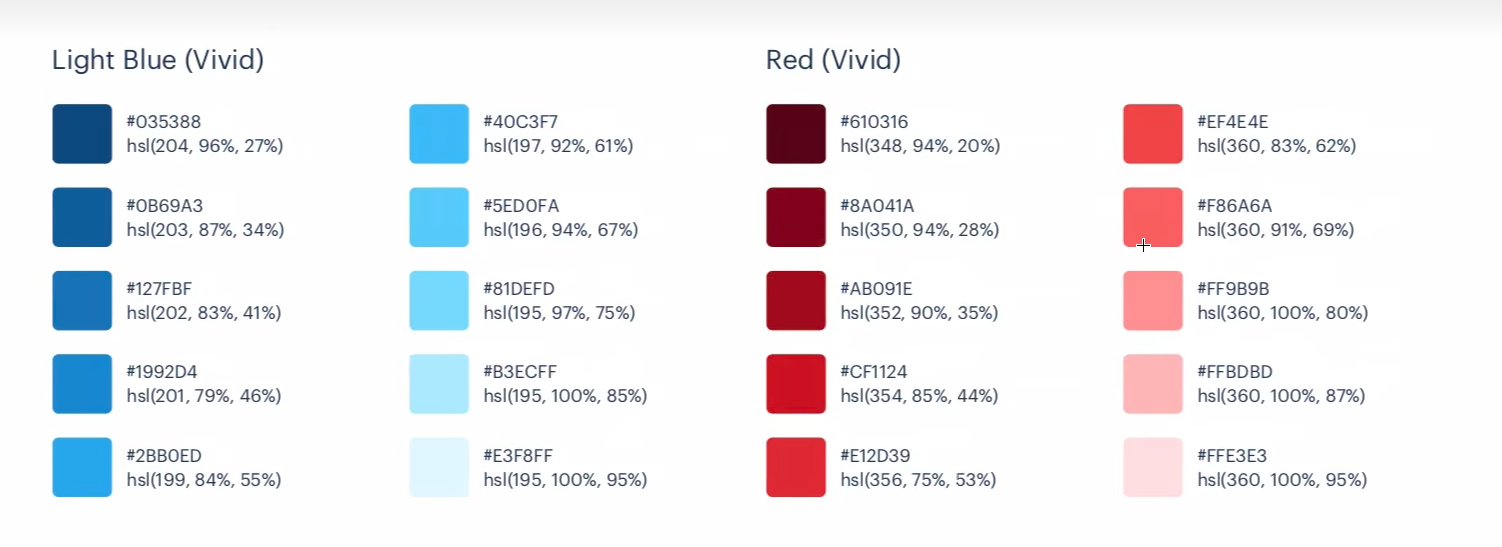 Light Blue (Vivid)
#035388
hsl(204, 96%, 27%)
#0B69A3
hsl(203, 87%, 34%)
#127FBF
hsl(202, 83%, 41%)
#1992D4
hsl(201, 79%, 46%)
#2BB0ED
hsl(199, 84%, 55%)
#40C3F7
hsl(197, 92%, 61%)
#5ED0FA
hsl(196, 94%, 67%)
#81DEFD
hsl(195, 97%, 75%)
#B3ECFF
hsl(195, 100%, 85%)
#E3F8FF
hsl(195, 100%, 95%)
Red (Vivid)
#610316
hsl(348, 94%, 20%)
#8A041A
hsl(350, 94%, 28%)
#AB091E
hsl(352, 90%, 35%)
#CF1124
hsl(354, 85%, 44%)
#E12D39
hsl(356, 75%, 53%)
#EF4E4E
hsl(360, 83%, 62%)
#F86A6A
hsl(360, 91%, 69%)
#FF9B9B
hsl(360, 100%, 80%)
#FFBDBD
hsl(360, 100%, 87%)
#FFE3E3
hsl(360, 100%, 95%)